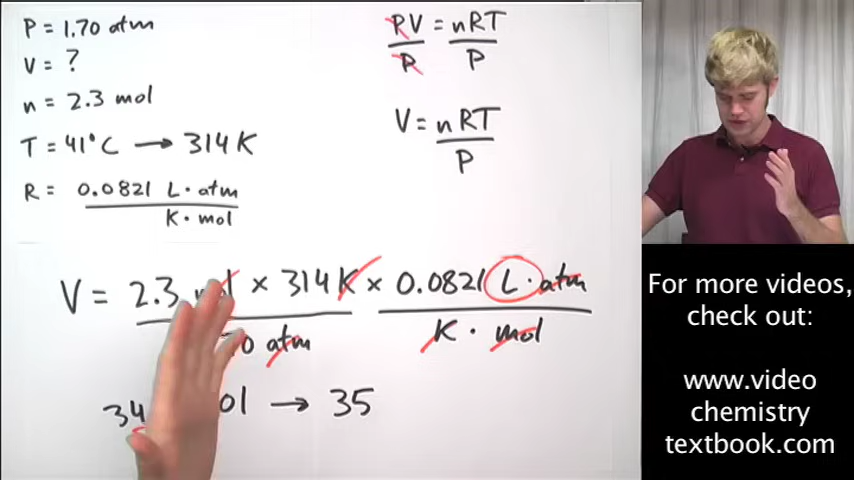 P = 1.70 atm
V = ?
n = 2.3 mol
T = 41°C → 314 K
R = 0.0821 L · atm
K · mol
PV = nRT
P P
V = nRT
P
V = 2.3 × 314 K × 0.0821 L · atm
atm K · mol
→ 35
For more videos,
check out:
www.video
chemistry
textbook.com